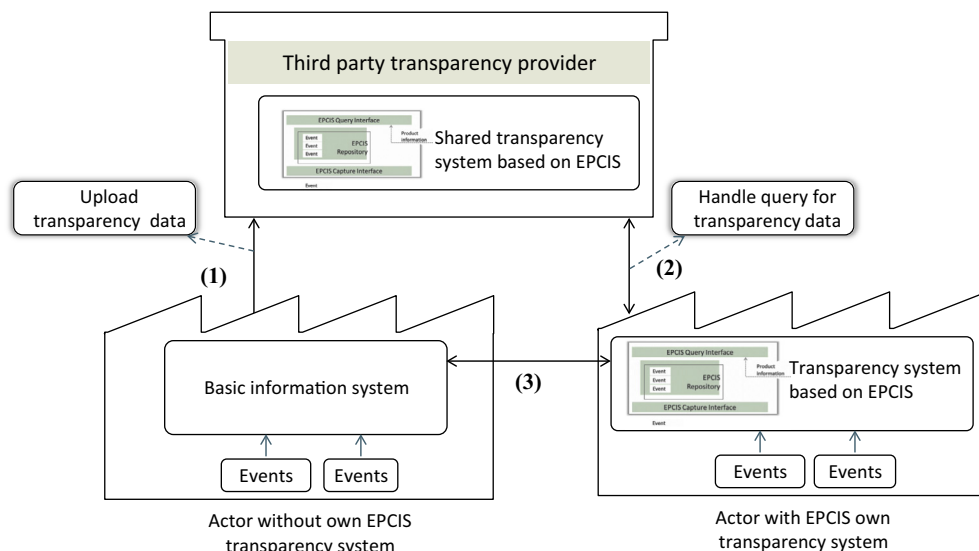 Third party transparency provider
EPCIS Query Interface
Product
information
Event
Event
Event
EPCIS
Repository
EPCIS Capture Interface
Event
Shared transparency
system based on EPCIS
Upload
transparency data
Handle query for
transparency data
(1)
(2)
(3)
Basic information system
Events
Events
Actor without own EPCIS
transparency system
EPCIS Query Interface
Product
information
Event
Event
Event
EPCIS
Repository
EPCIS Capture Interface
Event
Transparency system
based on EPCIS
Events
Events
Actor with EPCIS own
transparency system